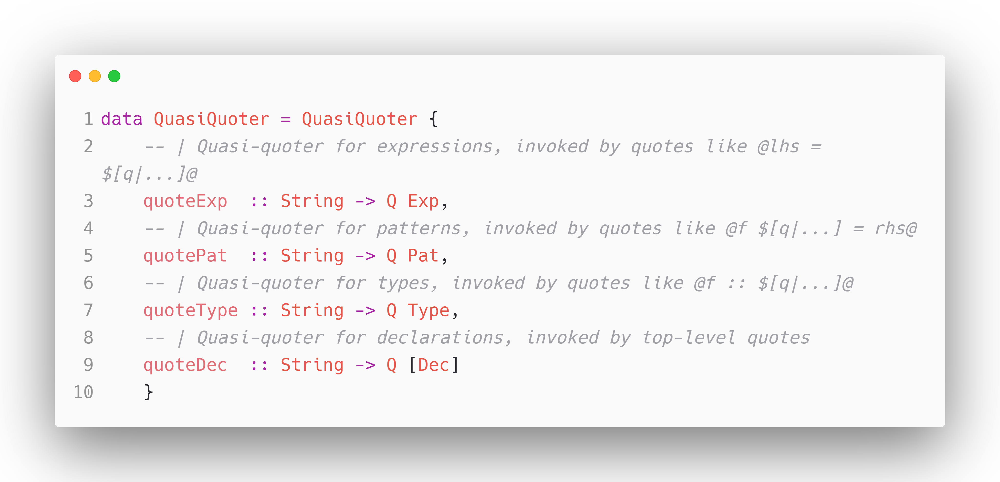 1 data QuasiQuoter = QuasiQuoter {
2     -- | Quasi-quoter for expressions, invoked by quotes like @lhs =
$[q|...]@
3     quoteExp  :: String -> Q Exp,
4     -- | Quasi-quoter for patterns, invoked by quotes like @f $[q|...] = rhs@
5     quotePat  :: String -> Q Pat,
6     -- | Quasi-quoter for types, invoked by quotes like @f :: $[q|...]@
7     quoteType :: String -> Q Type,
8     -- | Quasi-quoter for declarations, invoked by top-level quotes
9     quoteDec  :: String -> Q [Dec]
10     }